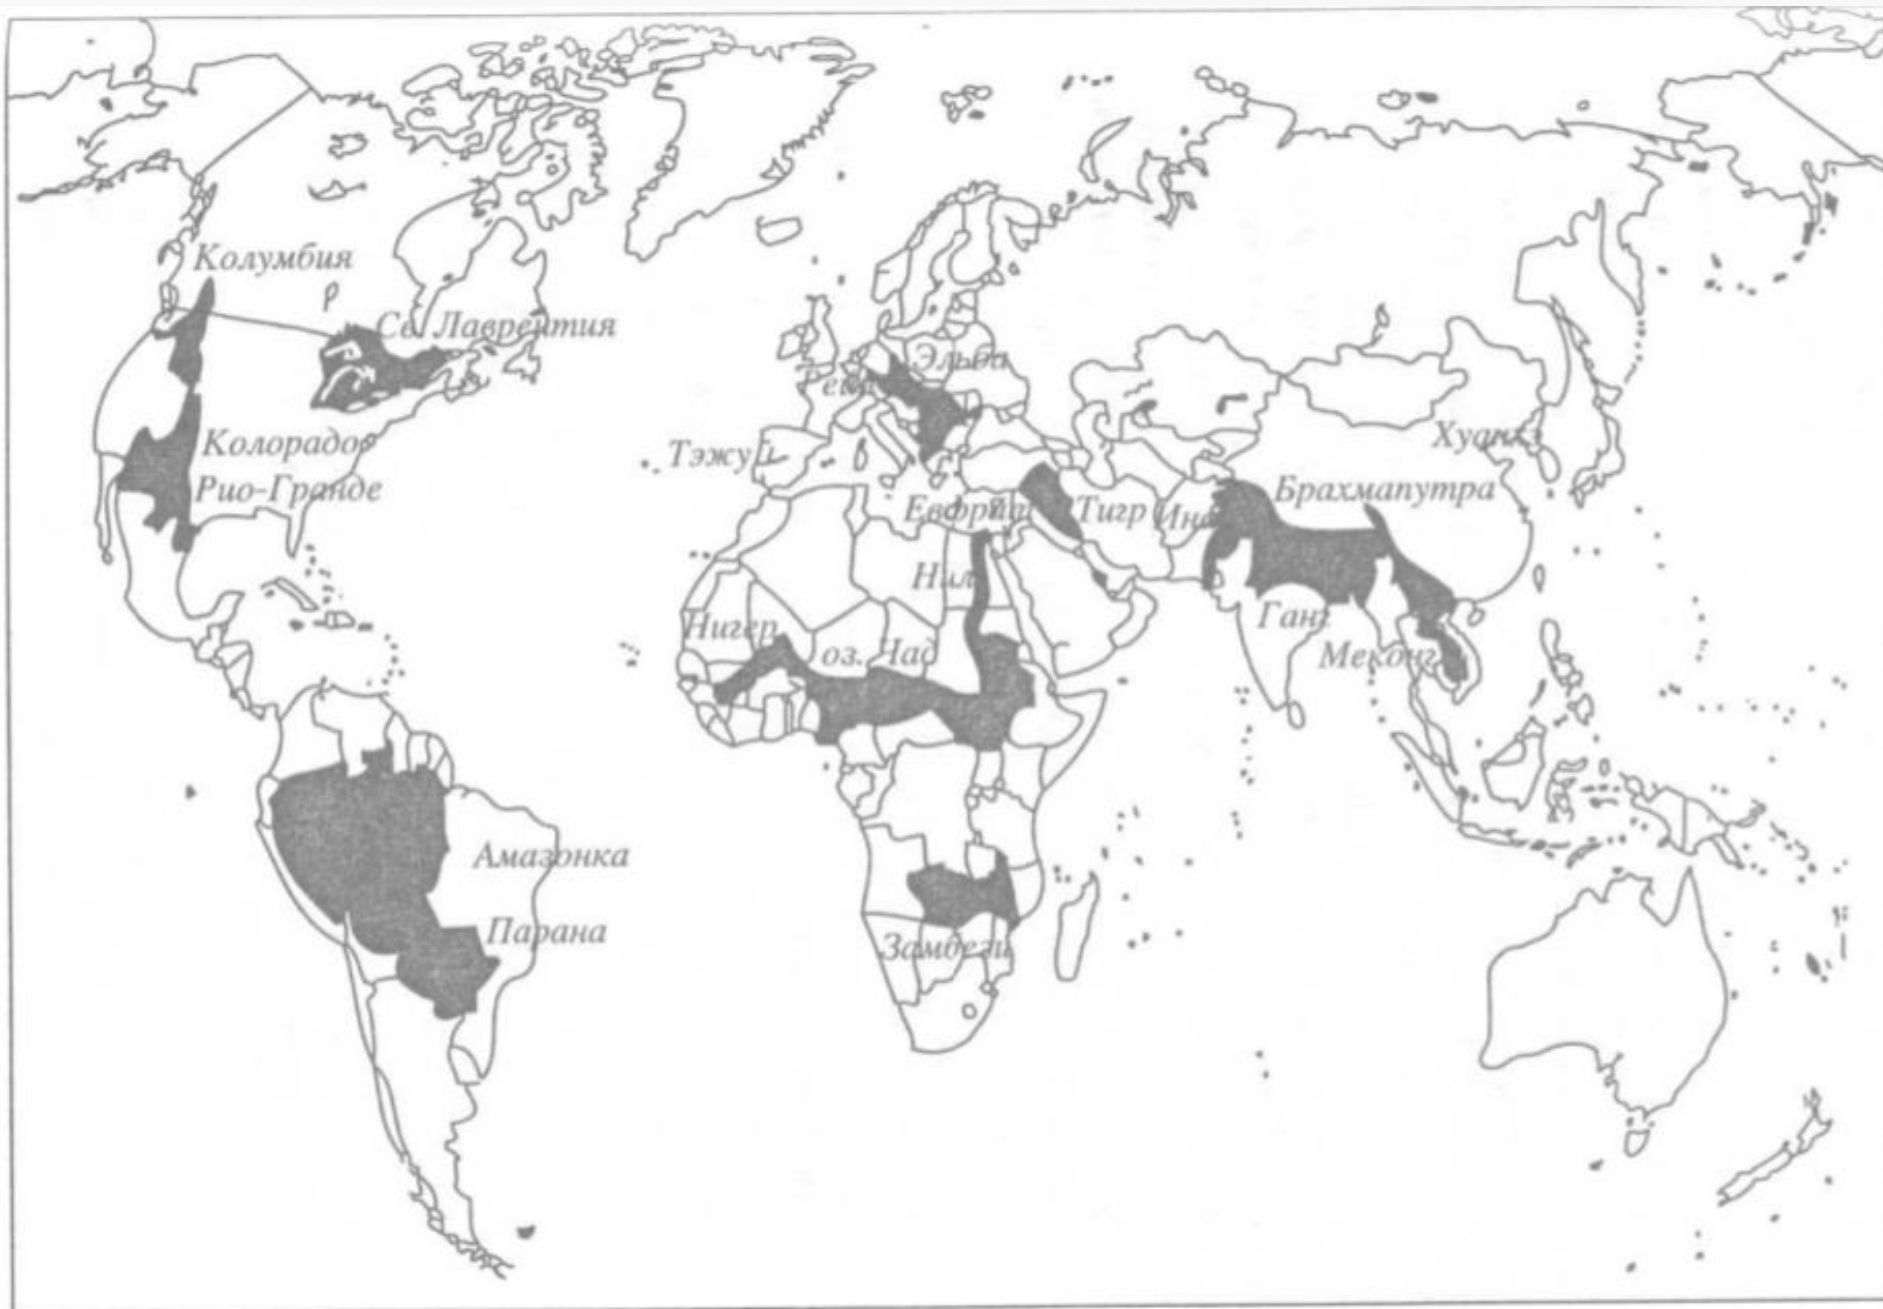 Колумбия
Св. Лаврентия
Эльба
Колорадо
Рио-Гранде
Тэжу
Хуанхэ
Брахмапутра
Евфрат
Тигр
Инд
Нил
Ганг
Нигер
оз. Чад
Меконг
Амазонка
Парана
Замбези